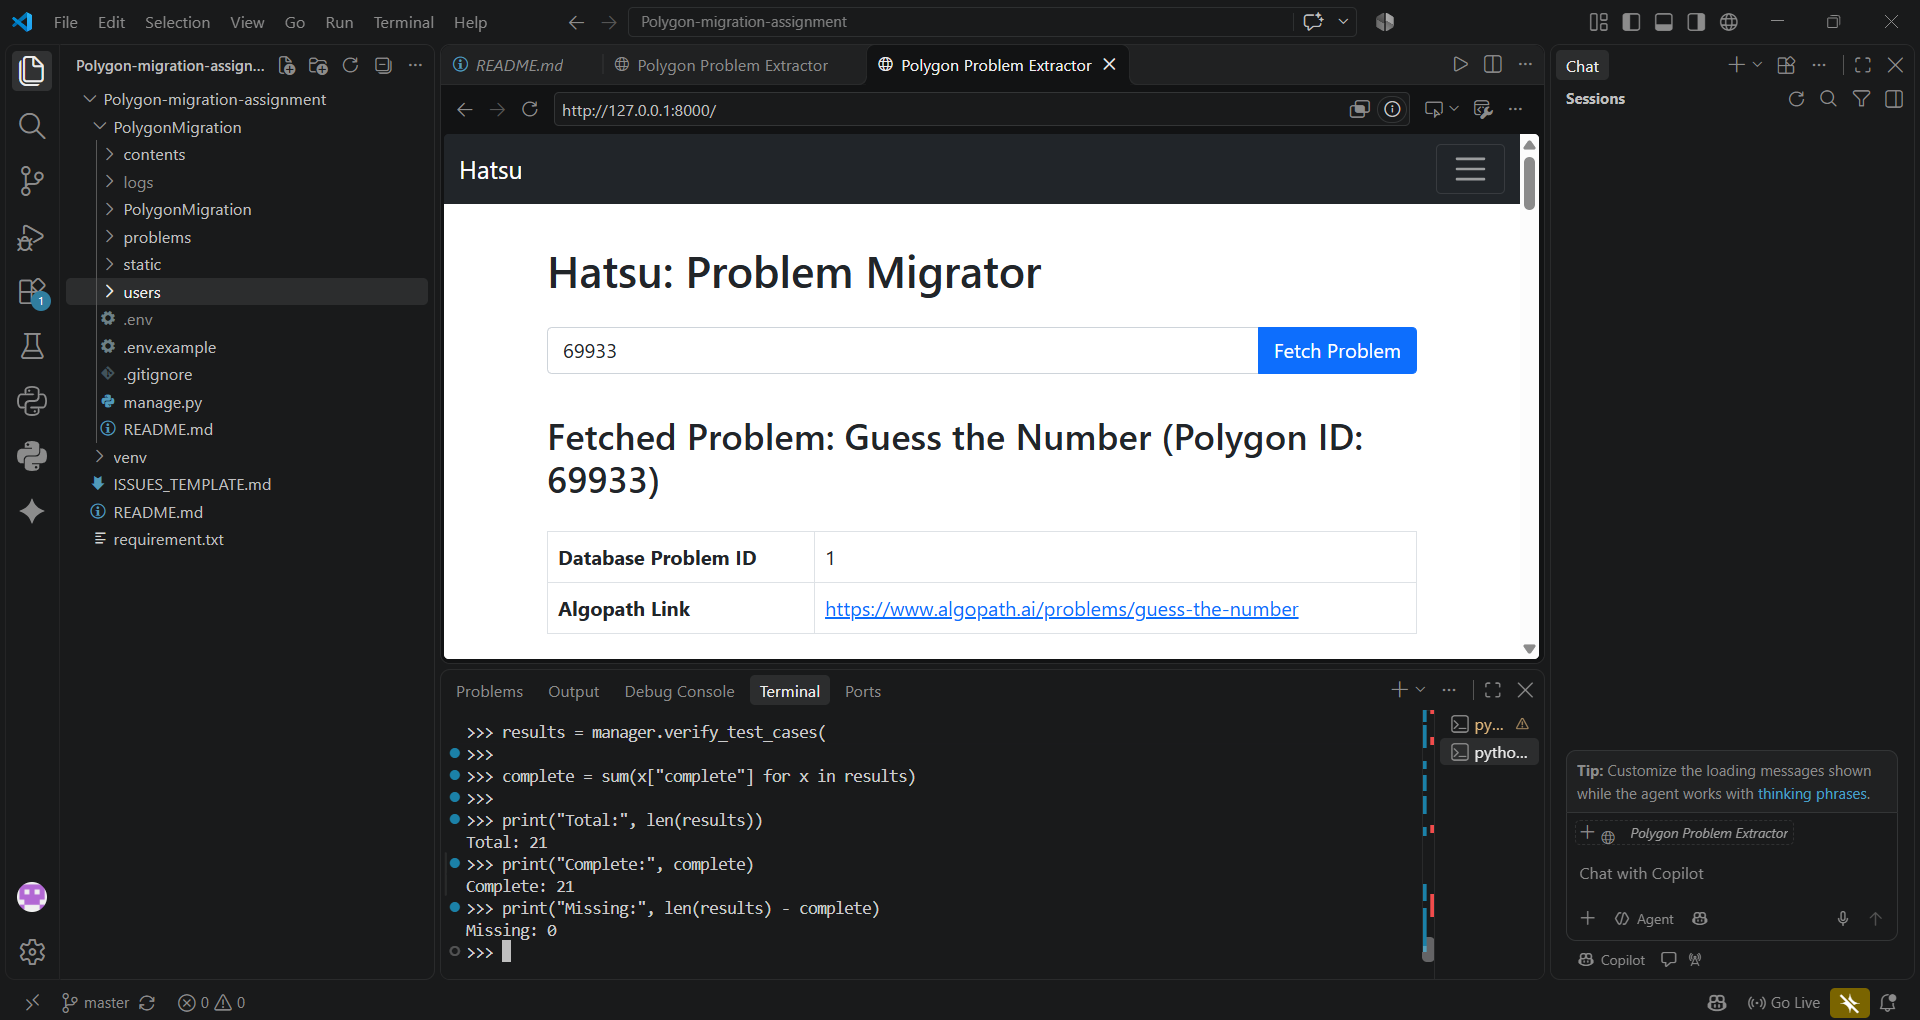 File Edit Selection View Go Run Terminal Help
Polygon-migration-assignment
Polygon-migration-assign...
Polygon-migration-assignment
PolygonMigration
contents
logs
PolygonMigration
problems
static
users
.env
.env.example
.gitignore
manage.py
README.md
venv
ISSUES_TEMPLATE.md
README.md
requirement.txt
1
README.md
Polygon Problem Extractor
Polygon Problem Extractor
http://127.0.0.1:8000/
Hatsu
Hatsu: Problem Migrator
69933
Fetch Problem
Fetched Problem: Guess the Number (Polygon ID:
69933)
Database Problem ID 1
Algopath Link https://www.algopath.ai/problems/guess-the-number
Problems Output Debug Console Terminal Ports
>>> results = manager.verify_test_cases(
>>>
>>> complete = sum(x["complete"] for x in results)
>>>
>>> print("Total:", len(results))
Total: 21
>>> print("Complete:", complete)
Complete: 21
>>> print("Missing:", len(results) - complete)
Missing: 0
>>>
py...
pytho...
Chat
Sessions
Tip: Customize the loading messages shown
while the agent works with thinking phrases.
Polygon Problem Extractor
Chat with Copilot
Agent
Copilot
master
0 0
Go Live